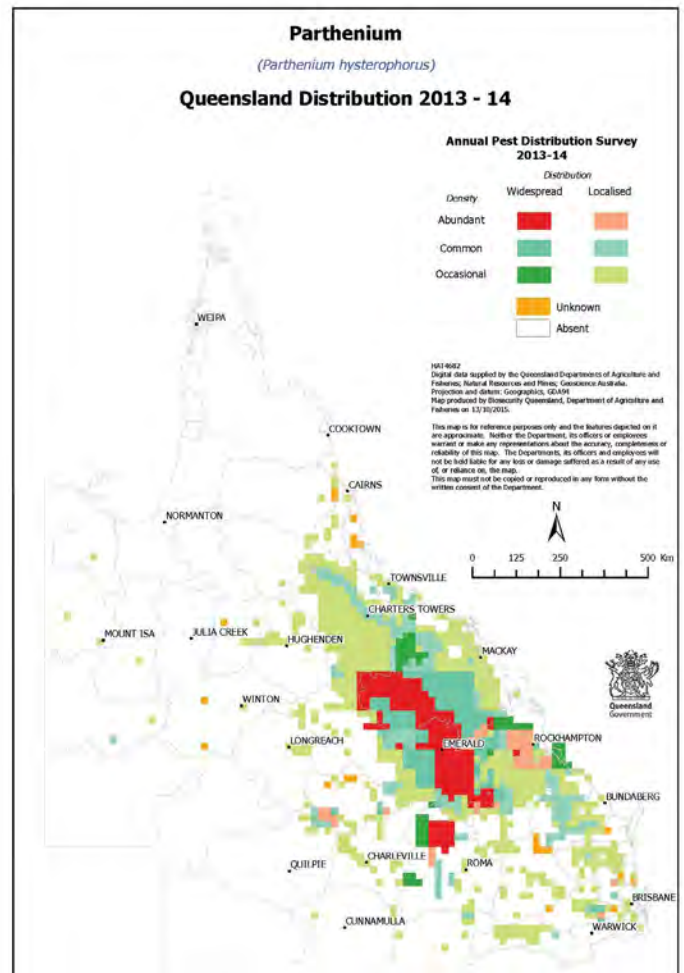 Parthenium
(Parthenium hysterophorus)
Queensland Distribution 2013 - 14
Annual Pest Distribution Survey
2013-14
Distribution
Density Widespread Localised
Abundant
Common
Occasional
Unknown
Absent
HAT4682
Digital data supplied by the Queensland Departments of Agriculture and
Fisheries; Natural Resources and Mines; Geoscience Australia.
Projection and datum: Geographics, GDA94
Map produced by Biosecurity Queensland, Department of Agriculture and
Fisheries on 13/10/2015.
This map is for reference purposes only and the features depicted on it
are approximate. Neither the Department, its officers or employees
warrant or make any representations about the accuracy, completeness or
reliability of this map. The Departments, its officers and employees will
not be held liable for any loss or damage suffered as a result of any use
of, or reliance on, the map.
This map must not be copied or reproduced in any form without the
written consent of the Department.
N
0 125 250 500 Km
WEIPA
COOKTOWN
CAIRNS
NORMANTON
TOWNSVILLE
CHARTERS TOWERS
MOUNT ISA
JULIA CREEK
HUGHENDEN
MACKAY
Queensland
Government
WINTON
LONGREACH
EMERALD
ROCKHAMPTON
BUNDABERG
QUILPIE
CHARLEVILLE
ROMA
BRISBANE
CUNNAMULLA
WARWICK